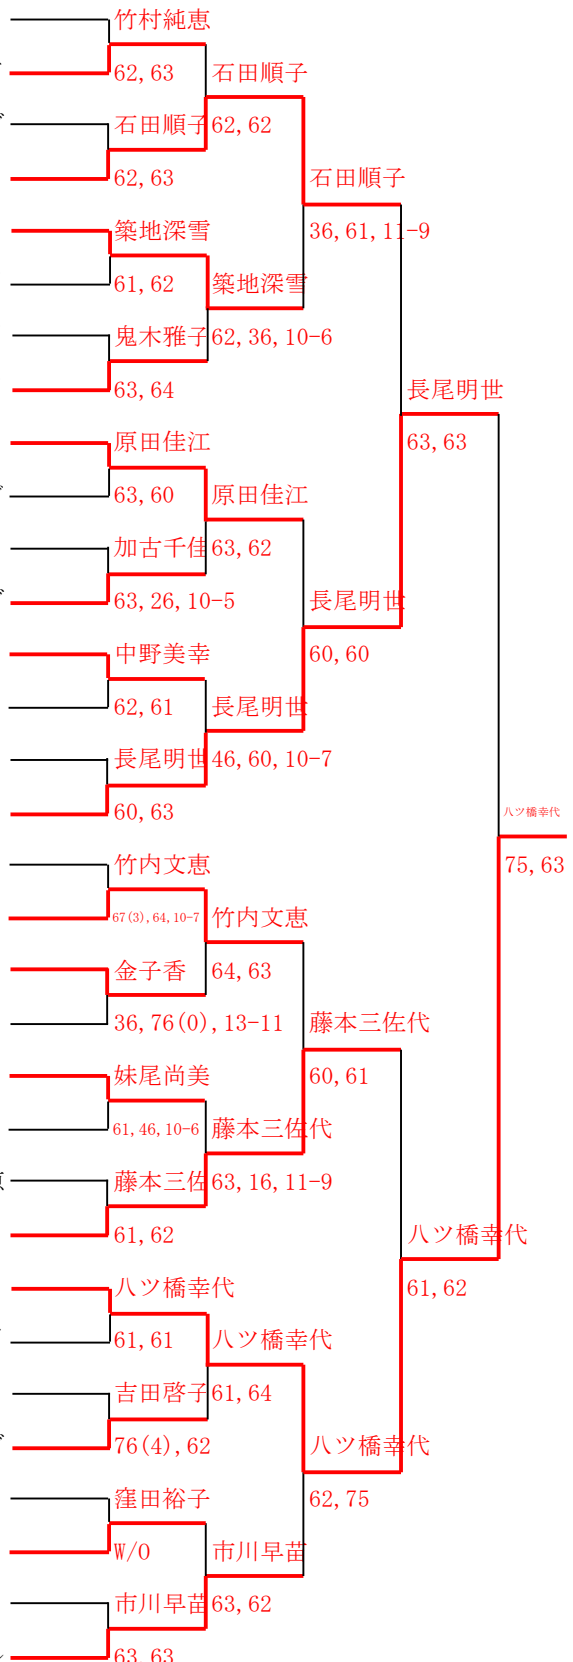 竹村純恵
62,63
石田順子
石田順子
62,62
62,63
石田順子
36,61,11-9
築地深雪
61,62
築地深雪
62,36,10-6
鬼木雅子
63,64
長尾明世
63,63
原田佳江
63,60
原田佳江
63,62
加古千佳
63,26,10-5
長尾明世
60,60
中野美幸
62,61
長尾明世
46,60,10-7
長尾明世
60,63
八ツ橋幸代
75,63
竹内文恵
67(3),64,10-7
竹内文恵
64,63
金子香
36,76(0),13-11
藤本三佐代
60,61
妹尾尚美
61,46,10-6
藤本三佐代
63,16,11-9
藤本三佐
61,62
八ツ橋幸代
61,62
八ツ橋幸代
61,61
八ツ橋幸代
61,64
吉田啓子
76(4),62
八ツ橋幸代
62,75
窪田裕子
W/O
市川早苗
63,62
市川早苗
63,63